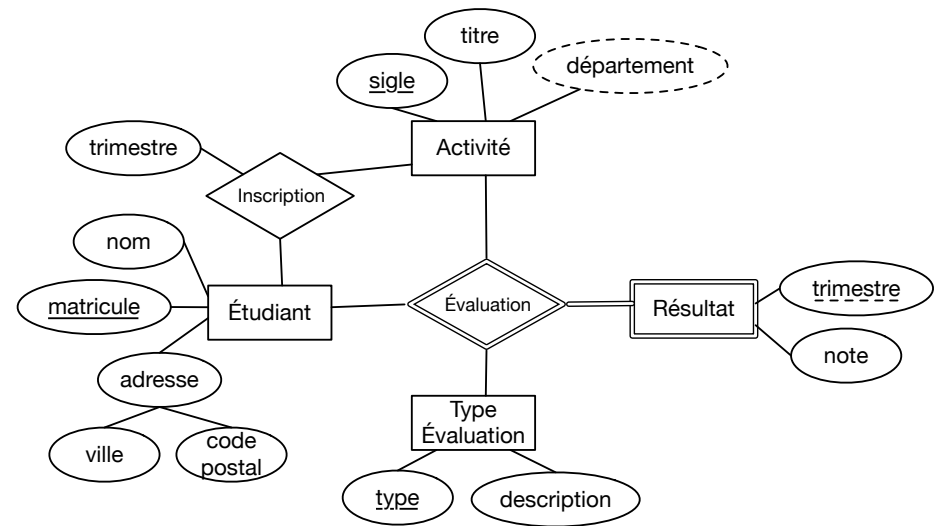 titre
département
sigle
trimestre
Activité
Inscription
nom
matricule
Étudiant
Évaluation
Résultat
trimestre
note
adresse
ville
code
postal
Type
Évaluation
type
description